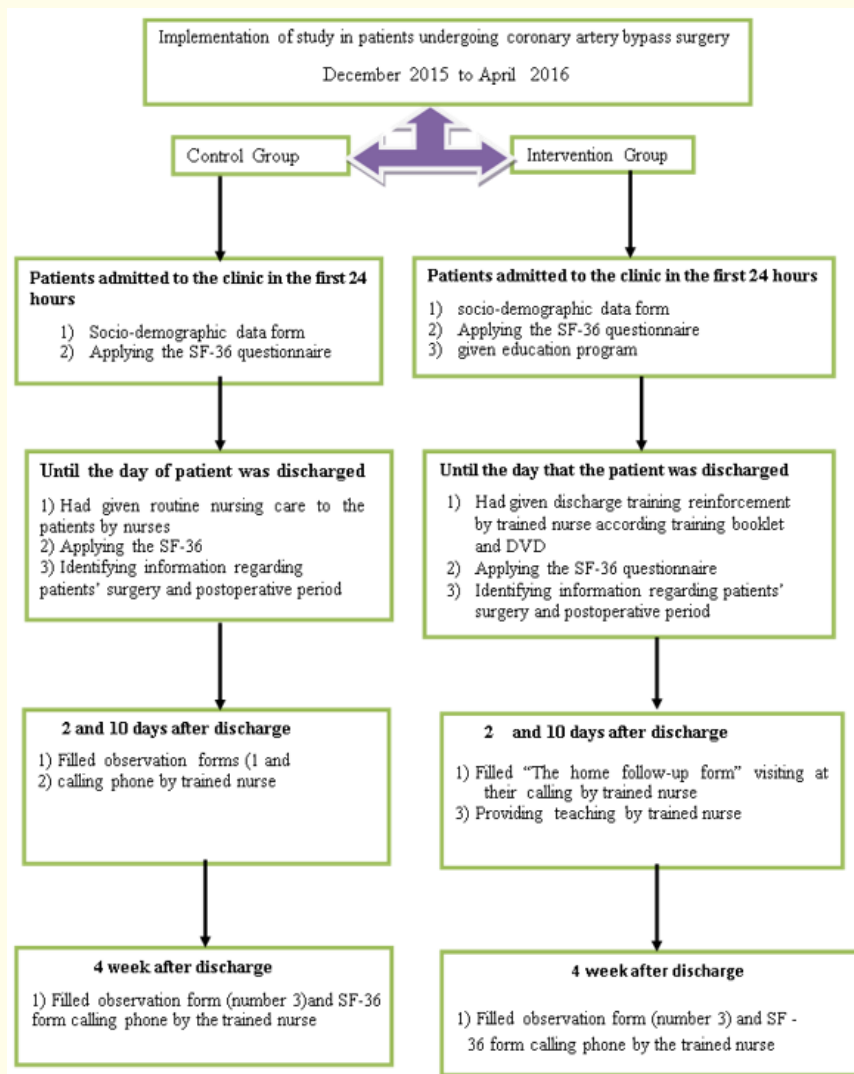 Implementation of study in patients undergoing coronary artery bypass surgery
December 2015 to April 2016
Control Group
Intervention Group
Patients admitted to the clinic in the first 24
hours
1) Socio-demographic data form
2) Applying the SF-36 questionnaire
Patients admitted to the clinic in the first 24 hours
1) socio-demographic data form
2) Applying the SF-36 questionnaire
3) given education program
Until the day of patient was discharged
1) Had given routine nursing care to the
patients by nurses
2) Applying the SF-36
3) Identifying information regarding
patients' surgery and postoperative period
Until the day that the patient was discharged
1) Had given discharge training reinforcement
by trained nurse according training booklet
and DVD
2) Applying the SF-36 questionnaire
3) Identifying information regarding patients'
surgery and postoperative period
2 and 10 days after discharge
1) Filled observation forms (1 and
2) calling phone by trained nurse
2 and 10 days after discharge
1) Filled "The home follow-up form" visiting at
their calling by trained nurse
3) Providing teaching by trained nurse
4 week after discharge
1) Filled observation form (number 3)and SF-36
form calling phone by the trained nurse
4 week after discharge
1) Filled observation form (number 3) and SF -
36 form calling phone by the trained nurse